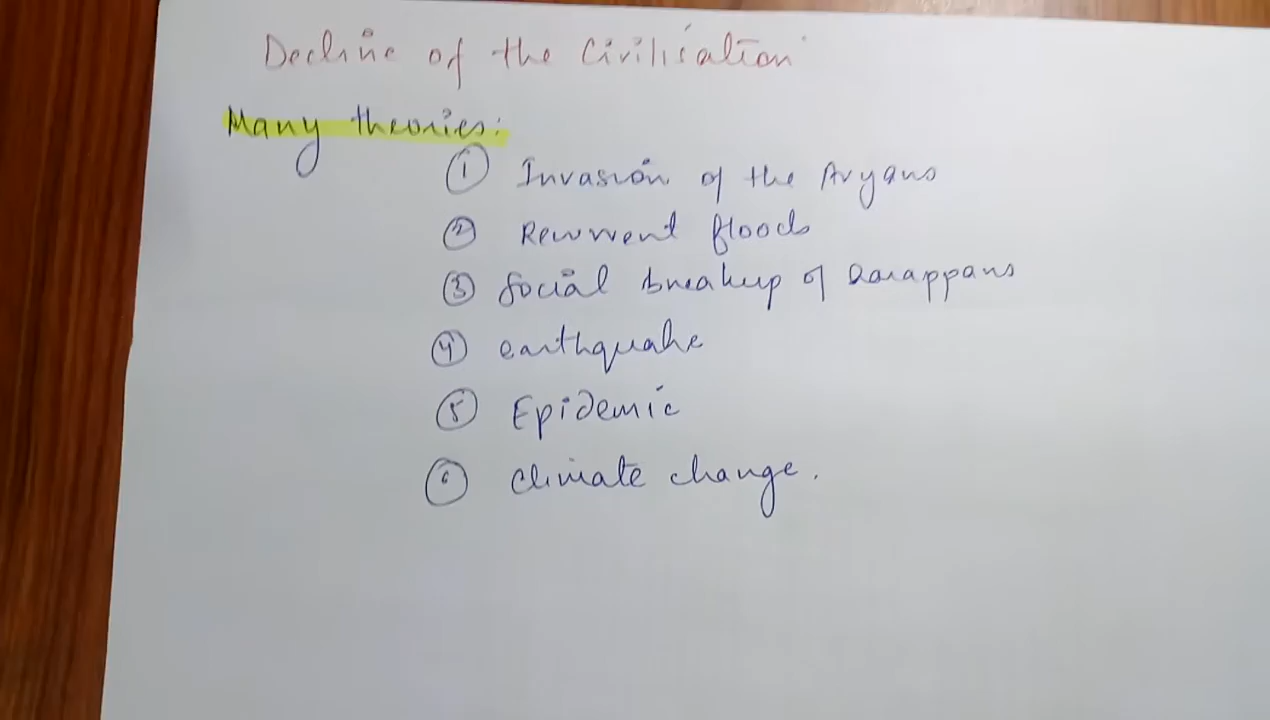 Decline of the Civilisation
Many theories:
① Invasion of the Aryans
② Recurrent floods
③ Social breakup of Harappans
④ earthquake
⑤ Epidemic
⑥ climate change.